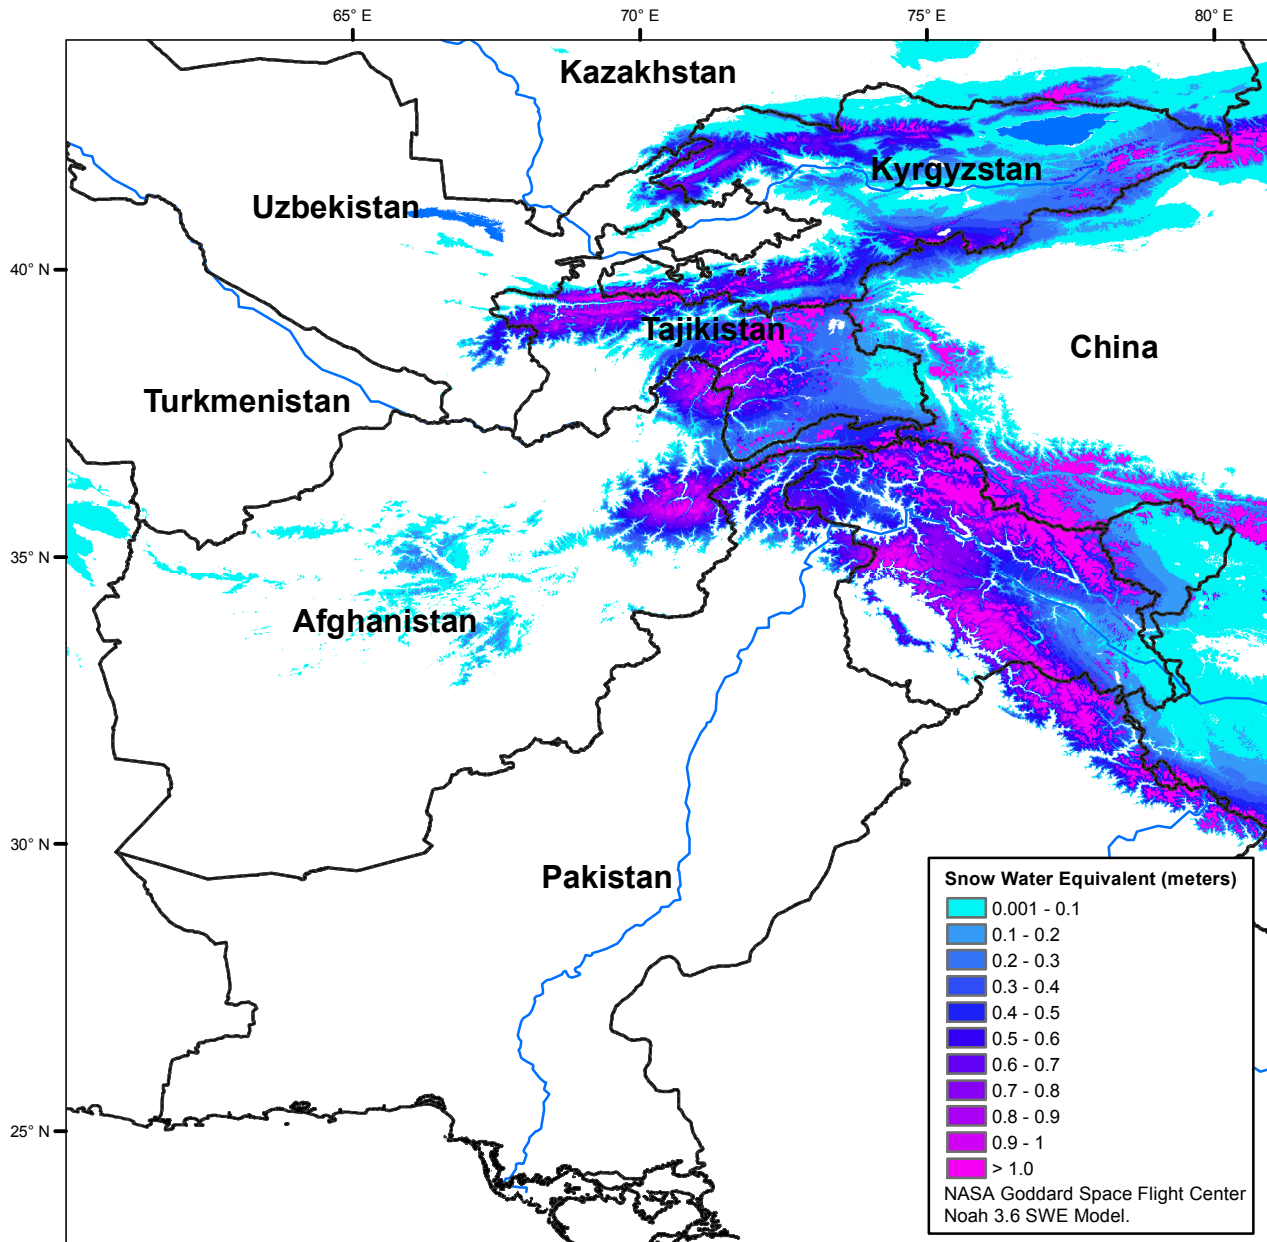 65° E
70° E
75° E
80° E
Kazakhstan
Kyrgyzstan
Uzbekistan
40° N
Tajikistan
China
Turkmenistan
35° N
Afghanistan
30° N
Pakistan
25° N
Snow Water Equivalent (meters)
0.001 - 0.1
0.1 - 0.2
0.2 - 0.3
0.3 - 0.4
0.4 - 0.5
0.5 - 0.6
0.6 - 0.7
0.7 - 0.8
0.8 - 0.9
0.9 - 1
> 1.0
NASA Goddard Space Flight Center
Noah 3.6 SWE Model.